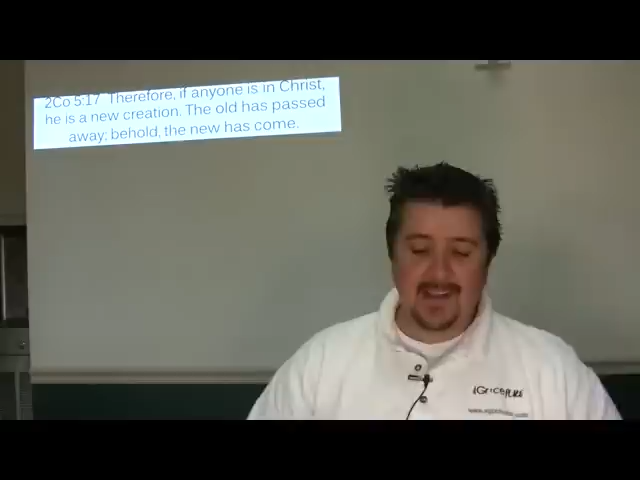 2Co 5:17 Therefore, if anyone is in Christ,
he is a new creation. The old has passed
away; behold, the new has come.